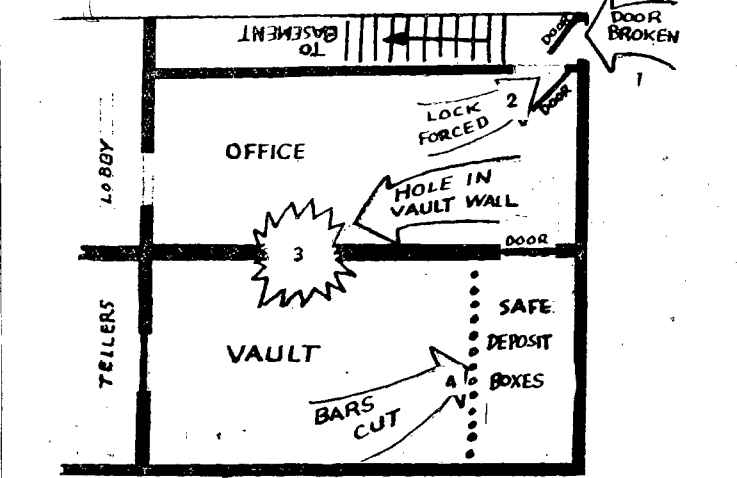 TO
BASEMENT
DOOR
DOOR
BROKEN
1
DOOR
2
LOCK
FORCED
OFFICE
LOBBY
HOLE IN
VAULT WALL
3
DOOR
TELLERS
VAULT
SAFE
DEPOSIT
BOXES
4
BARS
CUT